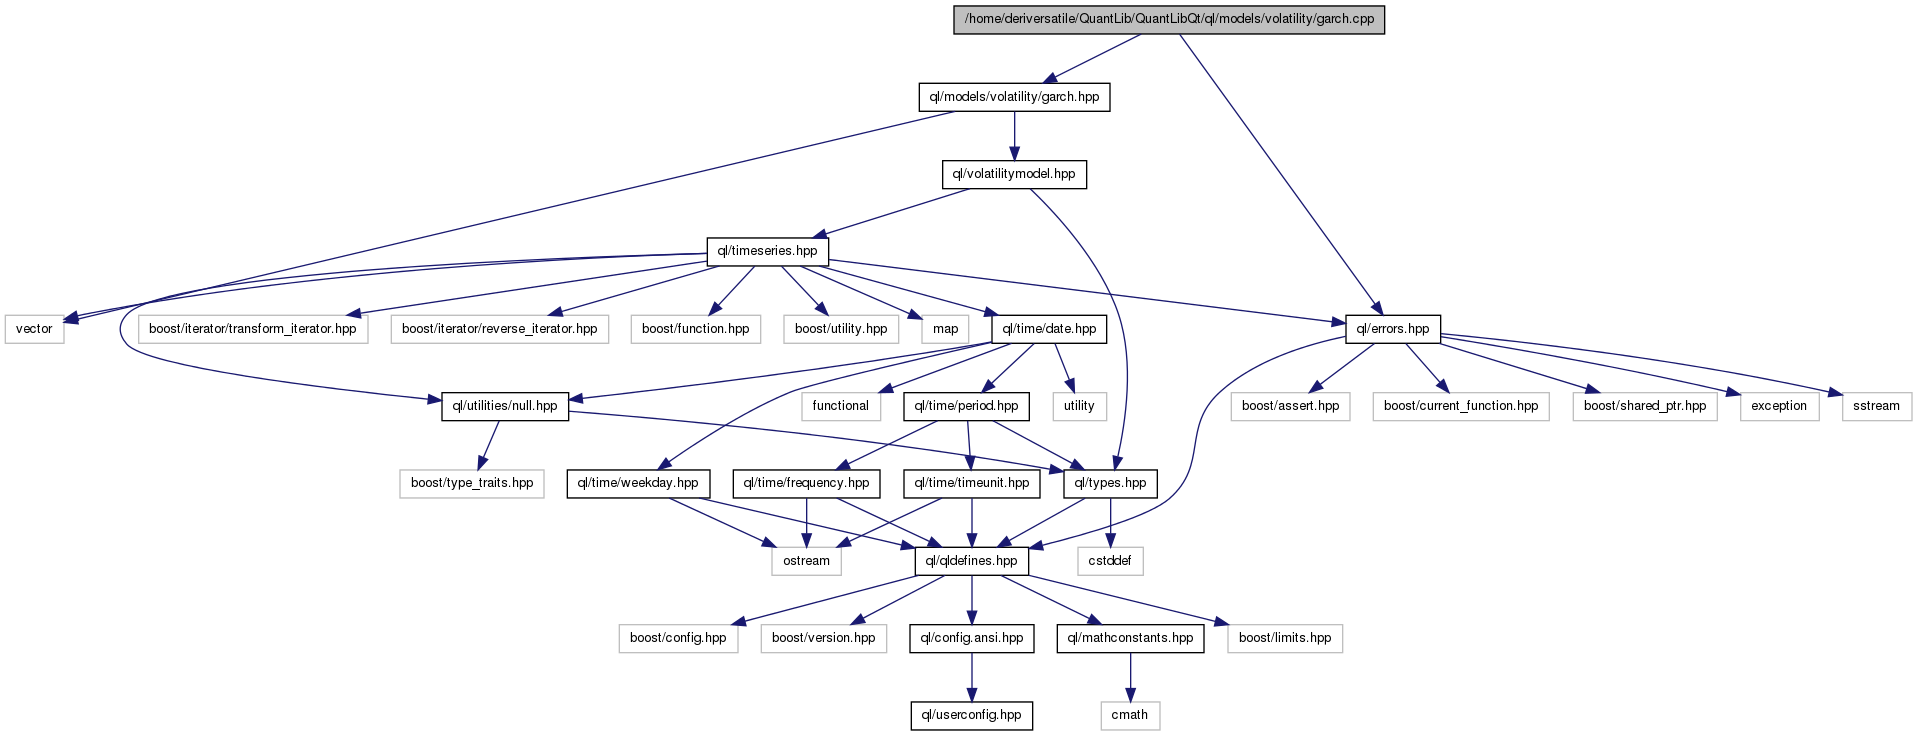 /home/deriversatile/QuantLib/QuantLibQt/ql/models/volatility/garch.cpp
ql/models/volatility/garch.hpp
ql/volatilitymodel.hpp
ql/timeseries.hpp
vector
boost/iterator/transform_iterator.hpp
boost/iterator/reverse_iterator.hpp
boost/function.hpp
boost/utility.hpp
map
ql/time/date.hpp
ql/errors.hpp
ql/utilities/null.hpp
functional
ql/time/period.hpp
utility
boost/assert.hpp
boost/current_function.hpp
boost/shared_ptr.hpp
exception
sstream
boost/type_traits.hpp
ql/time/weekday.hpp
ql/time/frequency.hpp
ql/time/timeunit.hpp
ql/types.hpp
ostream
ql/qldefines.hpp
cstddef
boost/config.hpp
boost/version.hpp
ql/config.ansi.hpp
ql/mathconstants.hpp
boost/limits.hpp
ql/userconfig.hpp
cmath